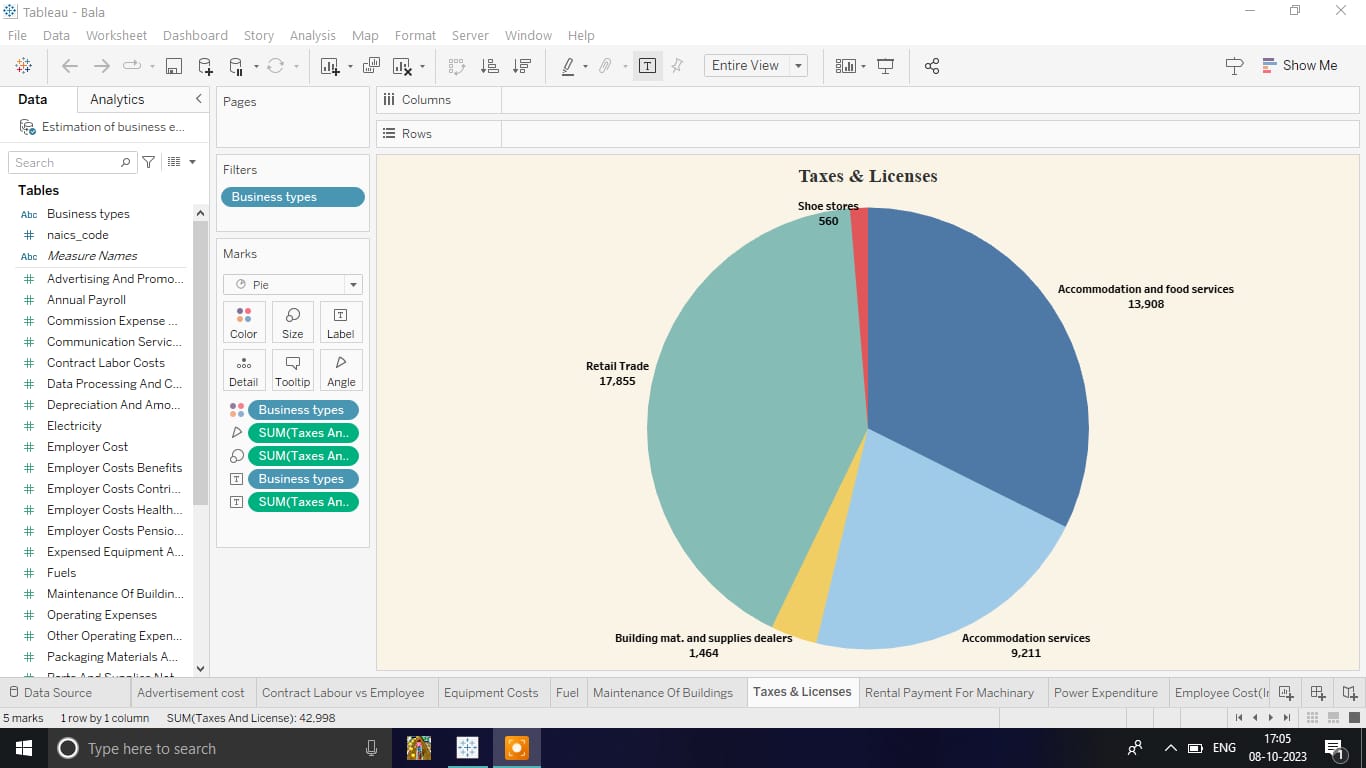 Tableau - Bala
File Data Worksheet Dashboard Story Analysis Map Format Server Window Help
Entire View
Show Me
Data Analytics
Estimation of business e...
Search
Tables
Abc Business types
# naics_code
Abc Measure Names
# Advertising And Promo...
# Annual Payroll
# Commission Expense ...
# Communication Servic...
# Contract Labor Costs
# Data Processing And C...
# Depreciation And Amo...
# Electricity
# Employer Cost
# Employer Costs Benefits
# Employer Costs Contri...
# Employer Costs Health...
# Employer Costs Pensio...
# Expensed Equipment A...
# Fuels
# Maintenance Of Buildin...
# Operating Expenses
# Other Operating Expen...
# Packaging Materials A...
Pages
Filters
Business types
Marks
Pie
Color Size Label
Detail Tooltip Angle
Business types
SUM(Taxes An..
SUM(Taxes An..
T Business types
T SUM(Taxes An..
Columns
Rows
Taxes & Licenses
Shoe stores
560
Accommodation and food services
13,908
Retail Trade
17,855
Building mat. and supplies dealers
1,464
Accommodation services
9,211
Data Source Advertisement cost Contract Labour vs Employee Equipment Costs Fuel Maintenance Of Buildings Taxes & Licenses Rental Payment For Machinary Power Expenditure Employee Cost(Ir
5 marks 1 row by 1 column SUM(Taxes And License): 42,998
Type here to search
ENG
17:05
08-10-2023
1